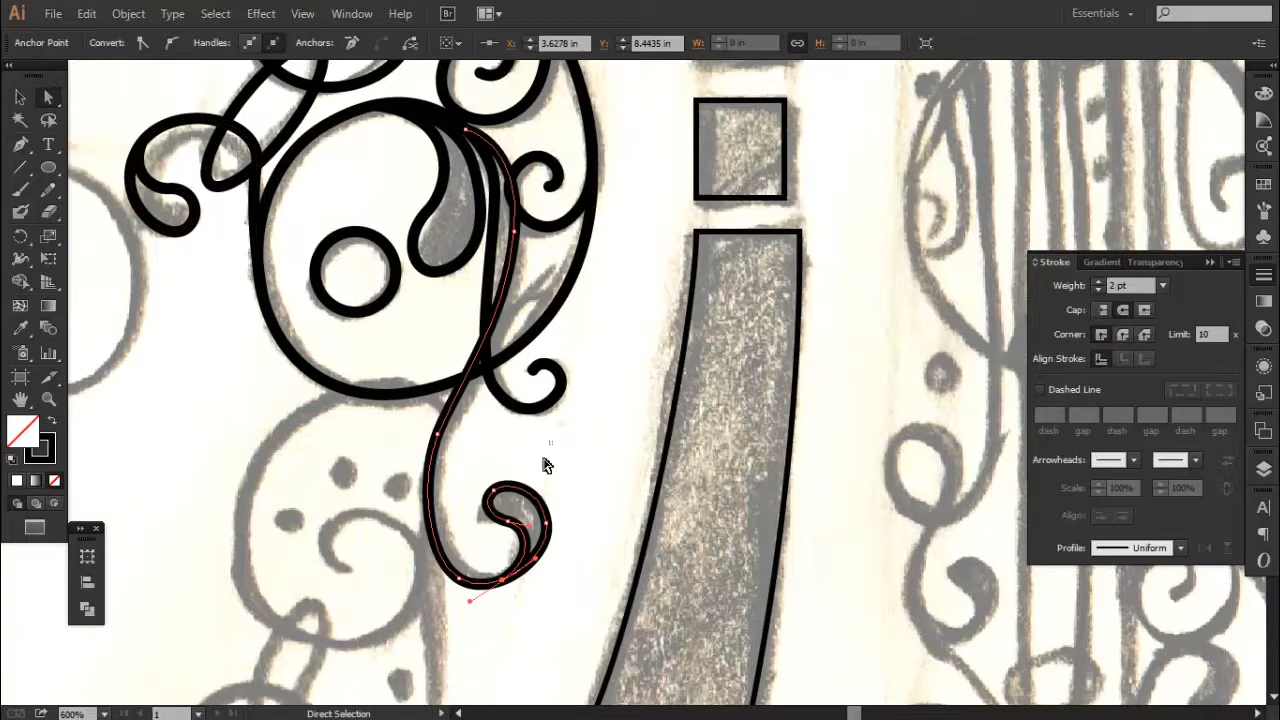 Ai File Edit Object Type Select Effect View Window Help Br Essentials
Anchor Point Convert: Handles: Anchors: X: 3.6278 in Y: 8.4435 in W: 0 in H: 0 in
Stroke Gradient Transparency
Weight: 2 pt
Cap:
Corner: Limit: 10 x
Align Stroke:
Dashed Line
dash gap dash gap dash gap
Arrowheads:
Scale: 100% 100%
Align:
Profile: Uniform
600% 1 Direct Selection